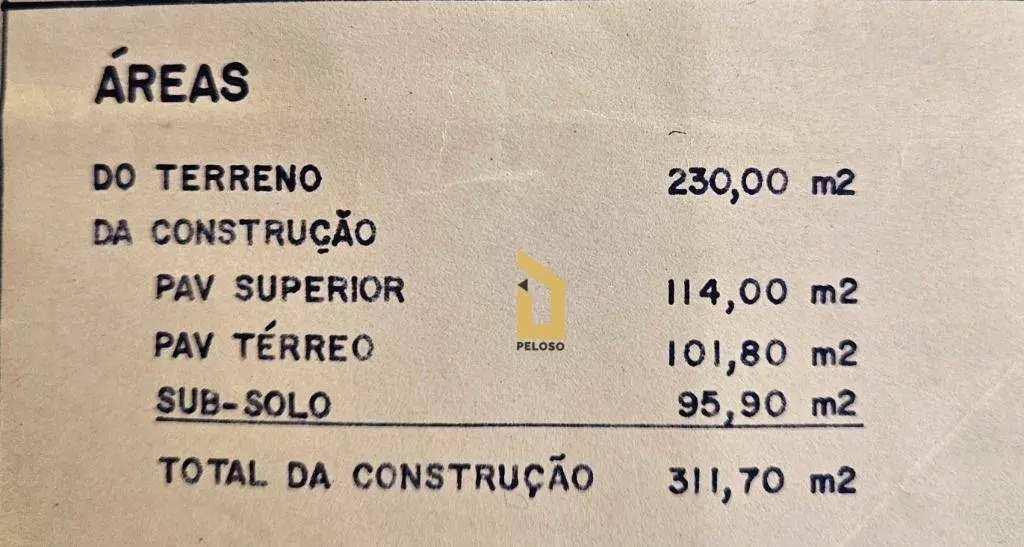 ÁREAS
DO TERRENO 230,00 m2
DA CONSTRUÇÃO
PAV SUPERIOR 114,00 m2
PELOSO
PAV TÉRREO 101,80 m2
SUB-SOLO 95,90 m2
TOTAL DA CONSTRUÇÃO 311,70 m2